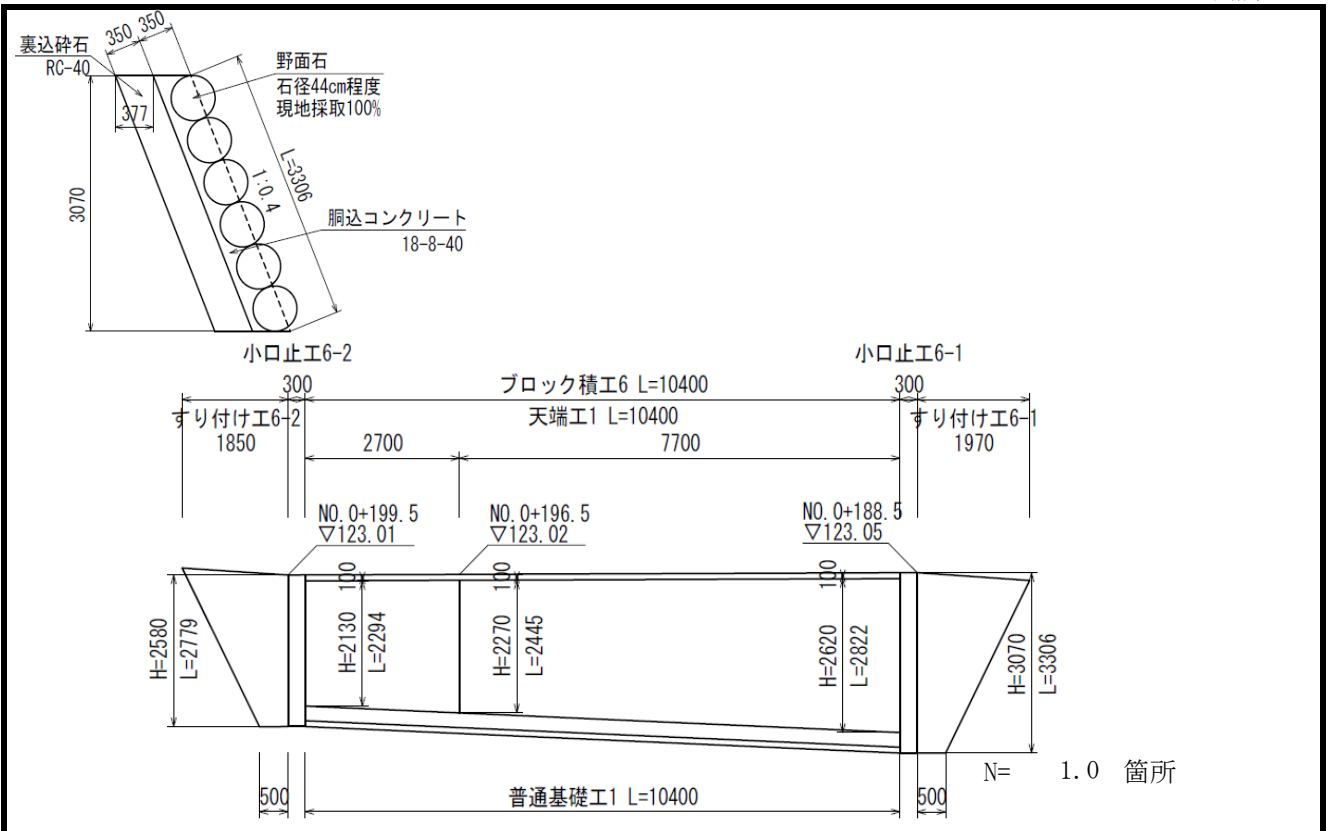 350 350
裏込砕石
RC-40
377
3070
野面石
石径44cm程度
現地採取100%
L=3306
1:0.4
胴込コンクリート
18-8-40
小口止工6-2
小口止工6-1
300
ブロック積工6 L=10400
300
すり付け工6-2
天端工1 L=10400
すり付け工6-1
1850
2700
7700
1970
NO.0+199.5
▽123.01
NO.0+196.5
▽123.02
NO.0+188.5
▽123.05
100
100
100
H=2580
L=2779
H=2130
L=2294
H=2270
L=2445
H=2620
L=2822
H=3070
L=3306
N= 1.0 箇所
500
普通基礎工1 L=10400
500